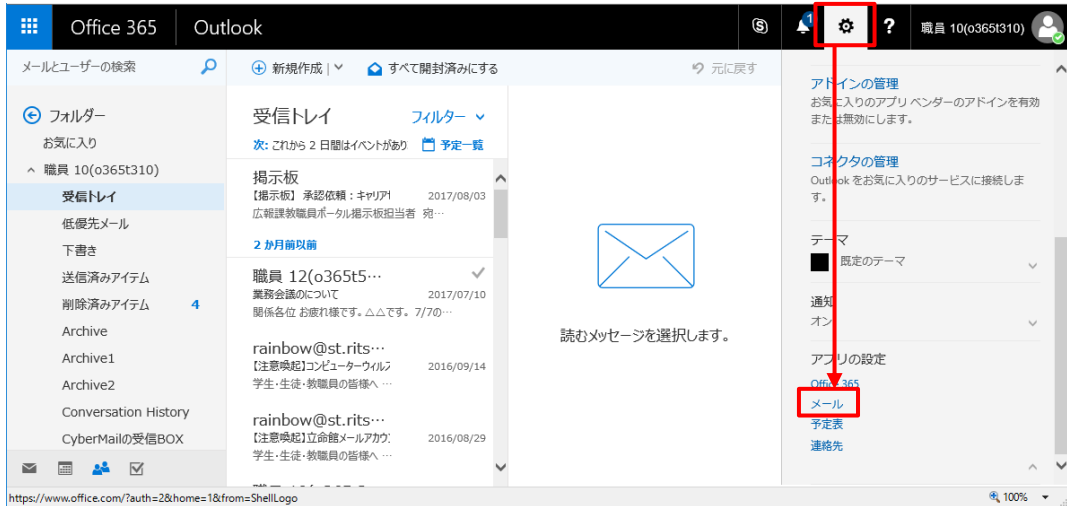 Office 365
Outlook
1
?
職員 10(o365t310)
メールとユーザーの検索
新規作成
すべて開封済みにする
元に戻す
フォルダー
お気に入り
職員 10(o365t310)
受信トレイ
低優先メール
下書き
送信済みアイテム
削除済みアイテム 4
Archive
Archive1
Archive2
Conversation History
CyberMailの受信BOX
受信トレイ
フィルター
次: これから 2 日間はイベントがあり
予定一覧
掲示板
【掲示板】 承認依頼：キャリア 2017/08/03
広報課教職員ポータル掲示板担当者 宛…
2 か月前以前
職員 12(o365t5…
業務会議のについて 2017/07/10
関係各位 お疲れ様です。△△です。 7/7の…
rainbow@st.rits…
【注意喚起】コンピューターウィルス 2016/09/14
学生・生徒・教職員の皆様へ …
rainbow@st.rits…
【注意喚起】立命館メールアカウ 2016/08/29
学生・生徒・教職員の皆様へ …
読むメッセージを選択します。
アドインの管理
お気に入りのアプリ ベンダーのアドインを有効
または無効にします。
コネクタの管理
Outlook をお気に入りのサービスに接続しま
す。
テーマ
既定のテーマ
通知
オン
アプリの設定
Office 365
メール
予定表
連絡先
https://www.office.com/?auth=2&home=1&from=ShellLogo
100%